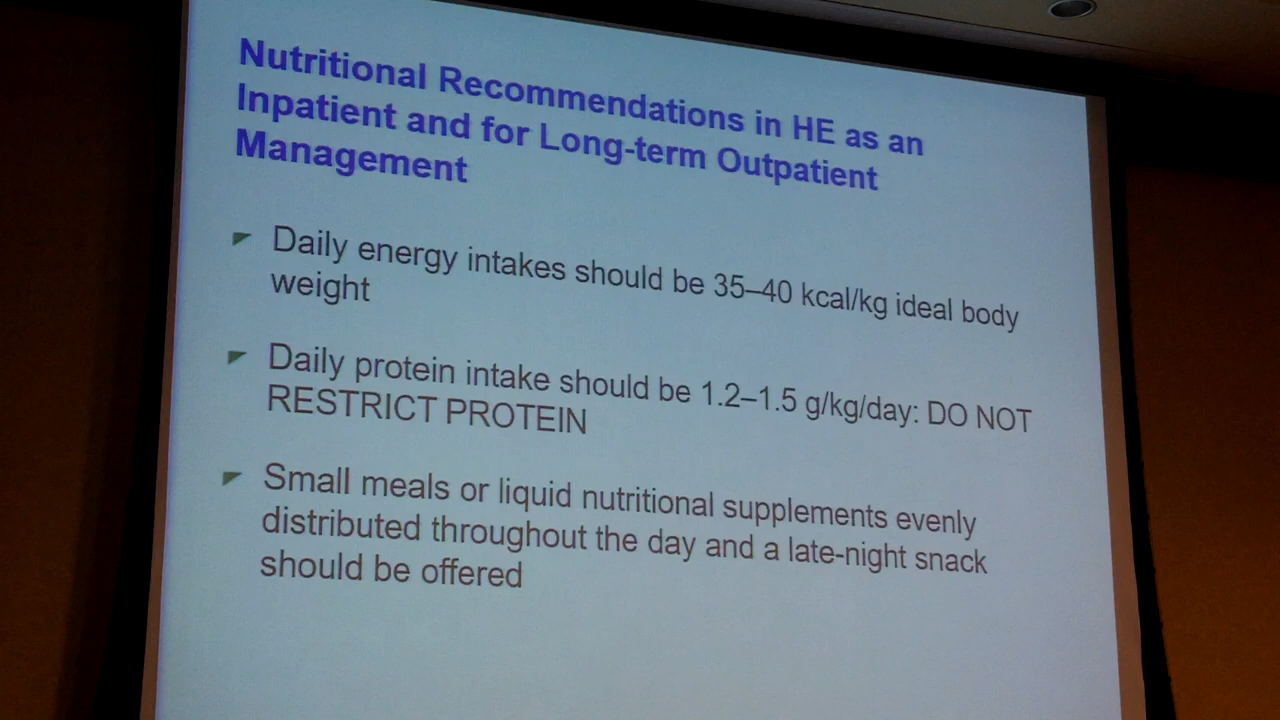 Nutritional Recommendations in HE as an
Inpatient and for Long-term Outpatient
Management
Daily energy intakes should be 35–40 kcal/kg ideal body
weight
Daily protein intake should be 1.2–1.5 g/kg/day: DO NOT
RESTRICT PROTEIN
Small meals or liquid nutritional supplements evenly
distributed throughout the day and a late-night snack
should be offered